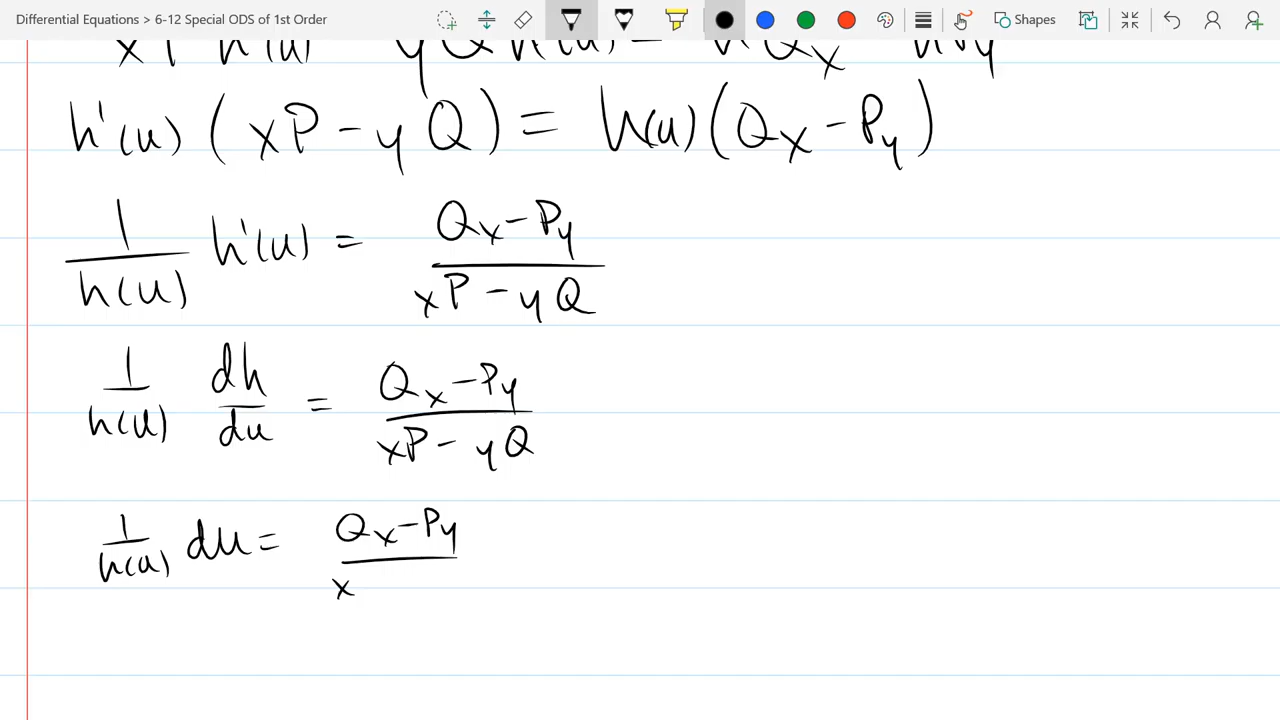 Differential Equations > 6-12 Special ODS of 1st Order
Shapes
h'(u) (xP - yQ) = h(u)(Qx - Py)
1/h(u) h'(u) = (Qx - Py)/(xP - yQ)
1/h(u) dh/du = (Qx - Py)/(xP - yQ)
1/h(u) du = (Qx - Py)/x